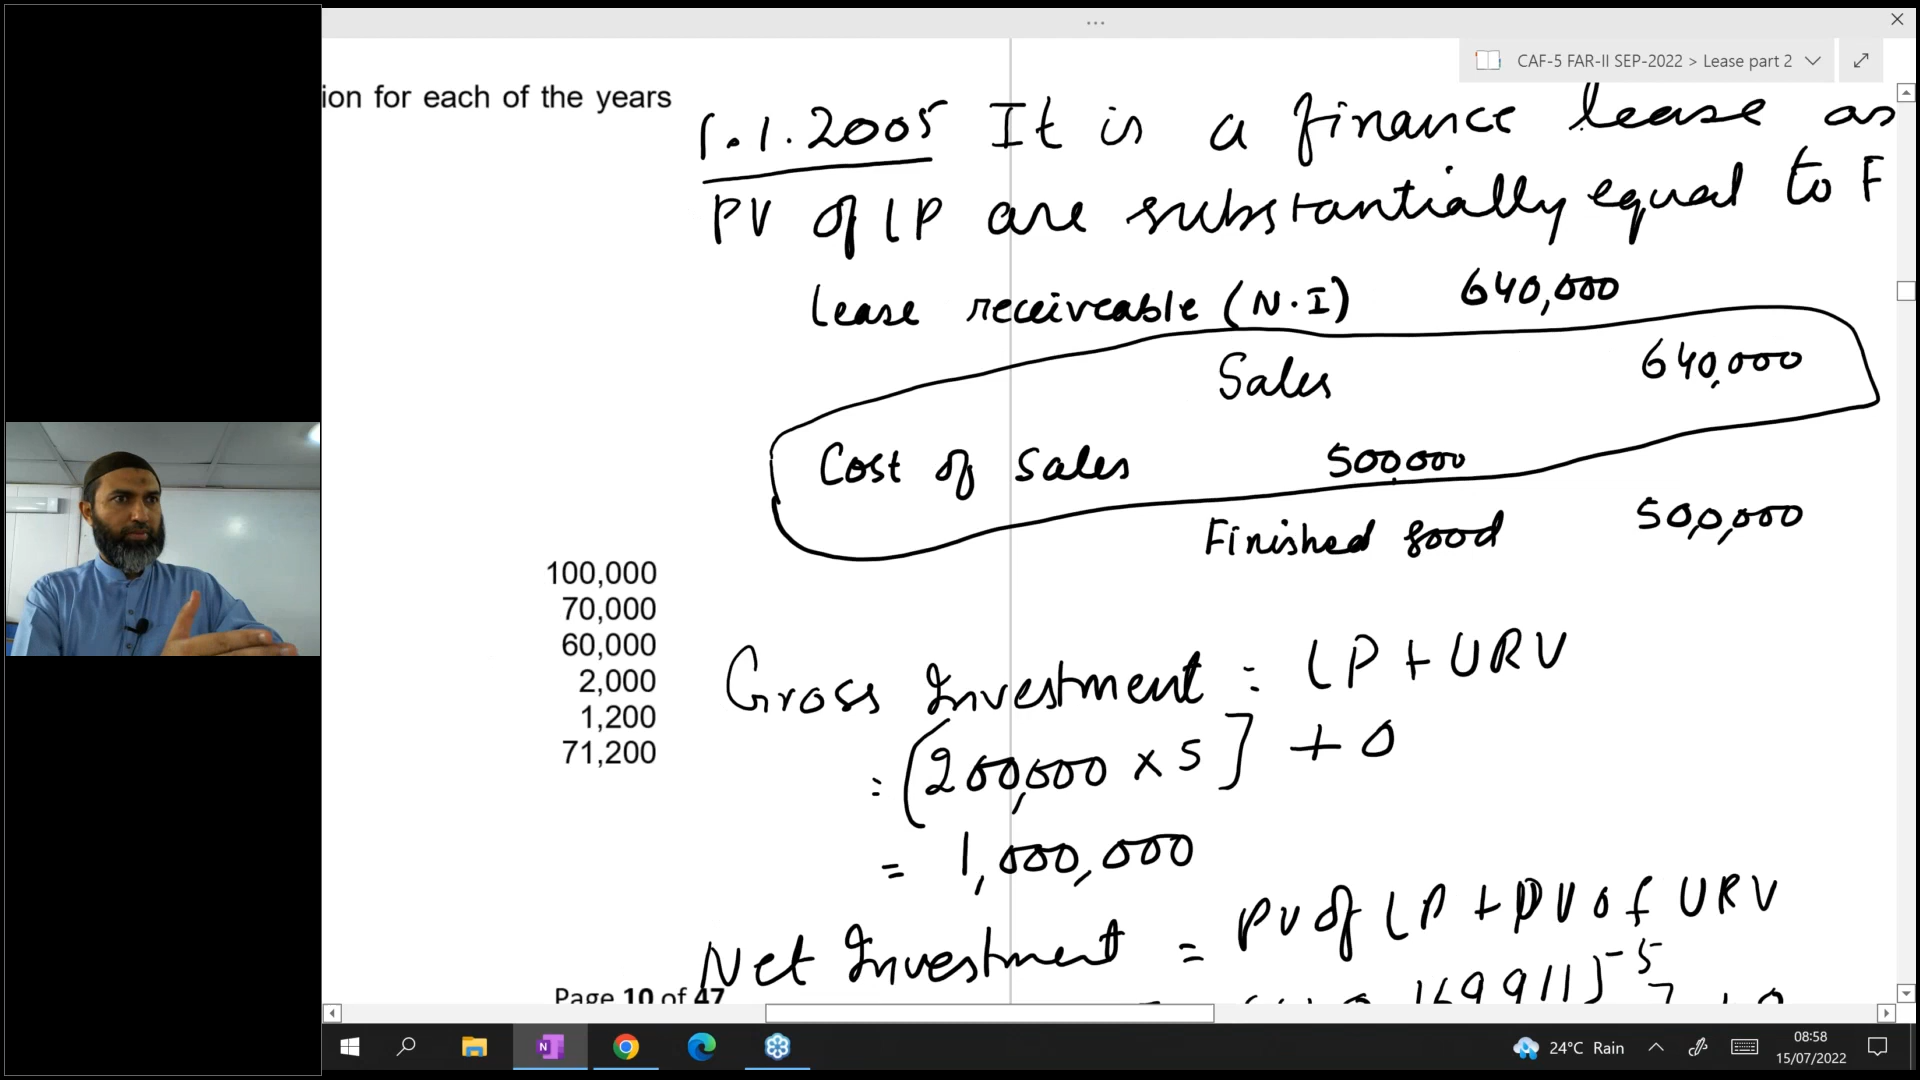 CAF-5 FAR-II SEP-2022 > Lease part 2
ion for each of the years
1.1.2005 It is a finance lease as
PV of LP are substantially equal to F
Lease receiveable (N.I) 640,000
Sales 640,000
Cost of sales 500,000
Finished good 500,000
100,000
70,000
60,000
2,000
1,200
71,200
Gross Investment = LP + URV
= [200,000 x 5] + 0
= 1,000,000
Net Investment = PV of LP + PV of URV
Page 10 of 47
24°C Rain
08:58
15/07/2022